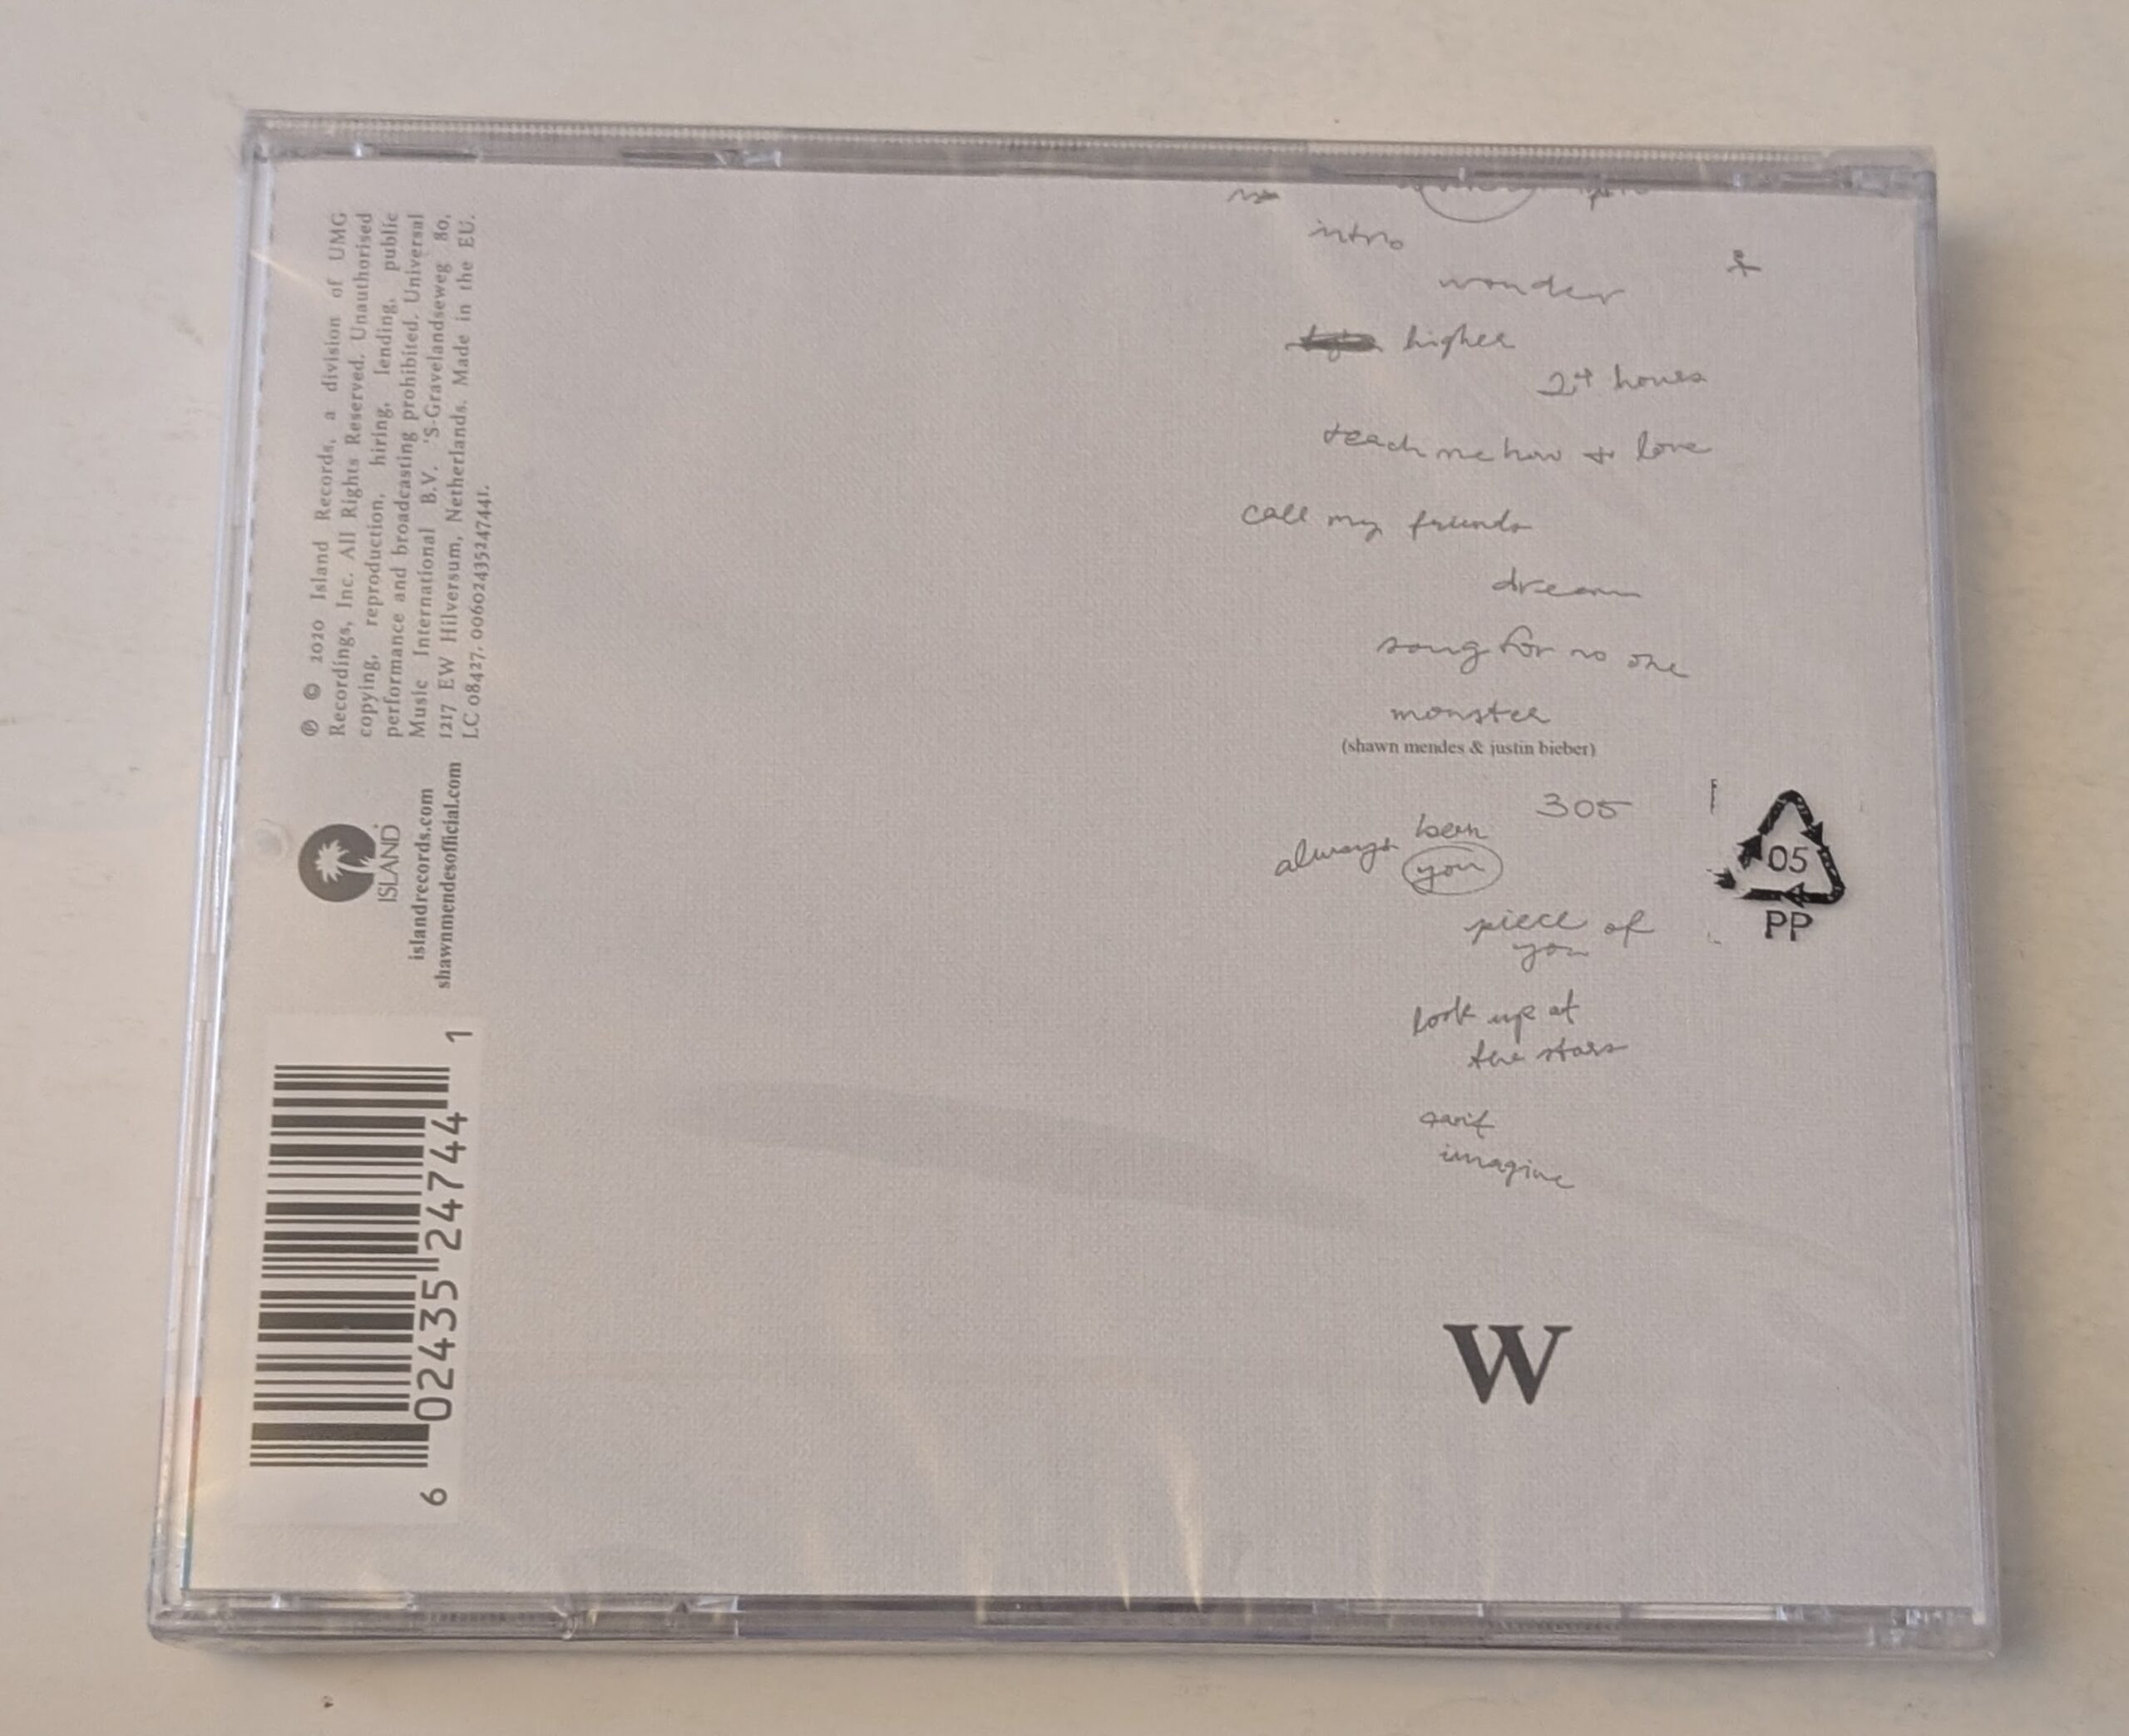 intro
wonder
higher
24 hours
teach me how to love
call my friends
dream
song for no one
monster
(shawn mendes & justin bieber)
305
always been
you
piece of
you
look up at
the stars
can't
imagine
W
05
PP
℗ © 2020 Island Records, a division of UMG
Recordings, Inc. All Rights Reserved. Unauthorised
copying, reproduction, hiring, lending, public
performance and broadcasting prohibited. Universal
Music International B.V. 'S-Gravelandseweg 80,
1217 EW Hilversum, Netherlands. Made in the EU.
LC 08427. 00602435247441.
ISLAND
islandrecords.com
shawnmendesofficial.com
6 02435 24744 1